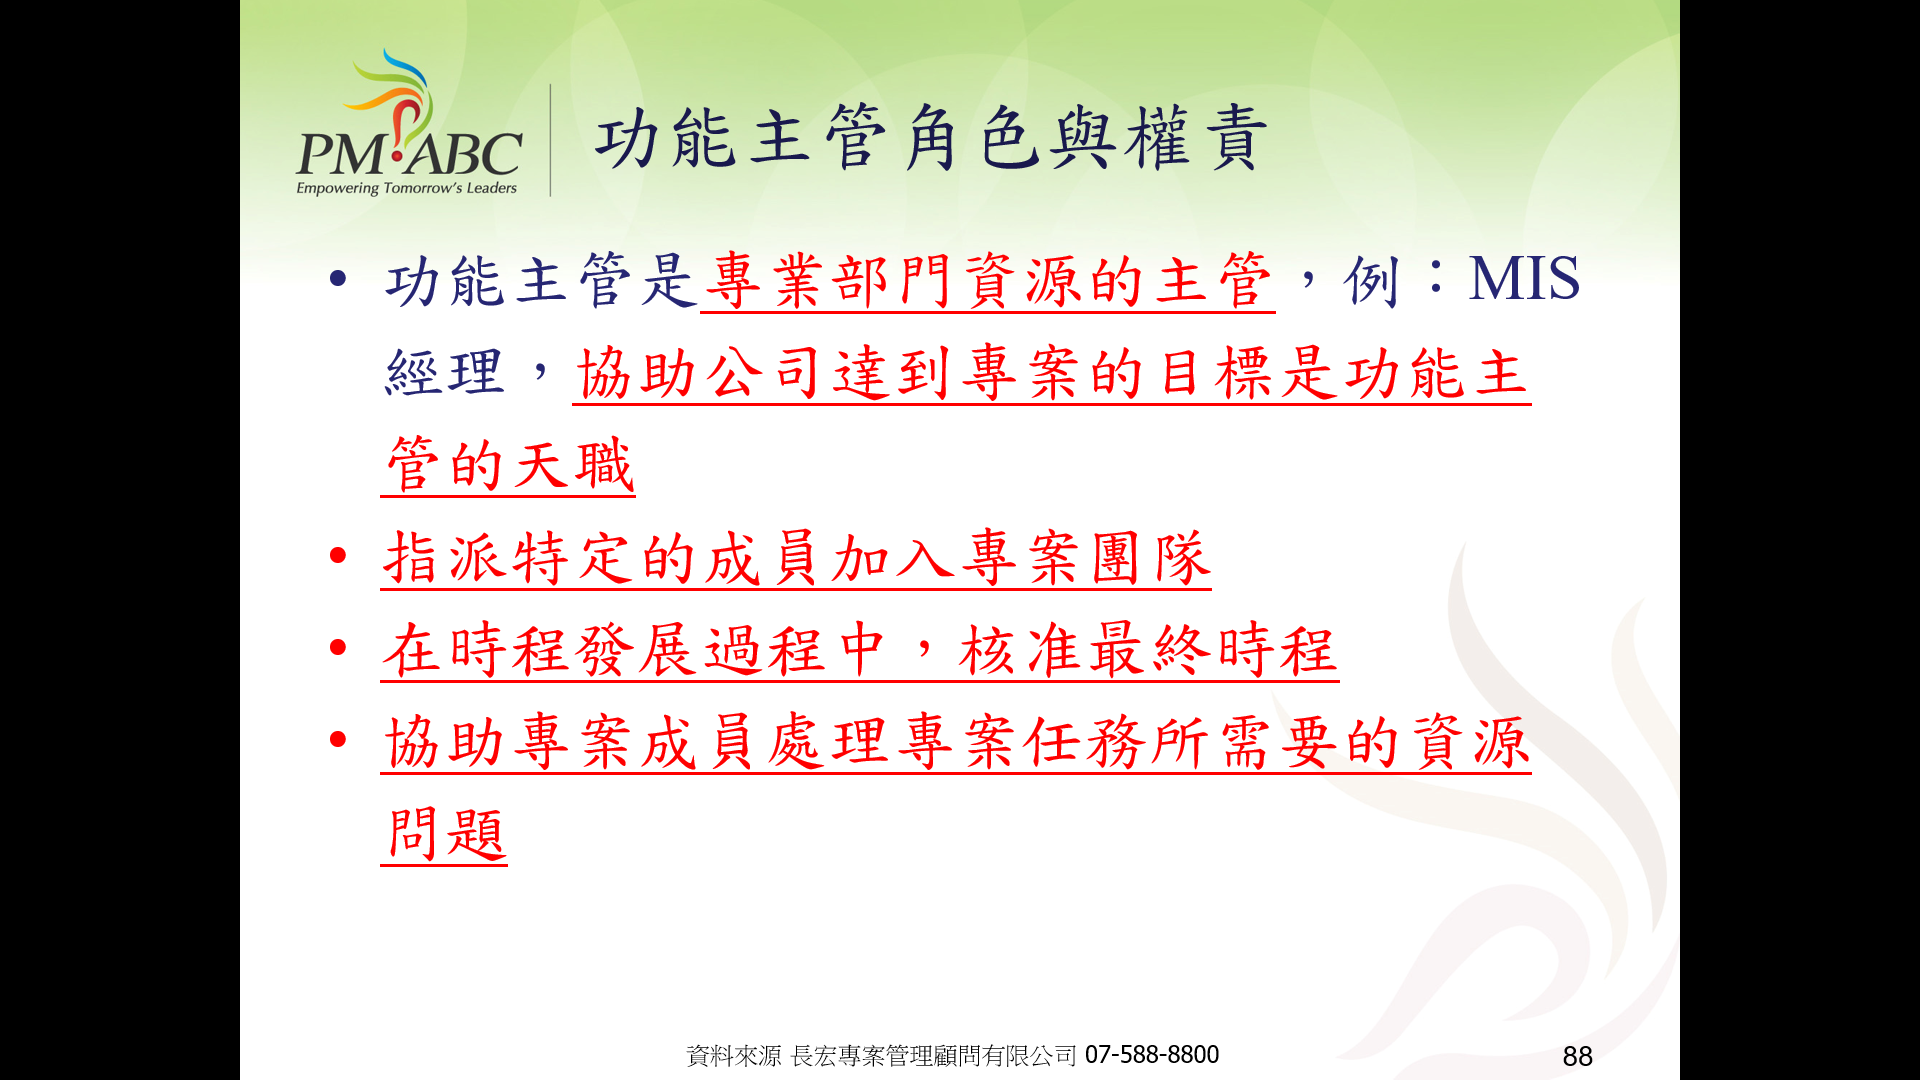 PM ABC
Empowering Tomorrow's Leaders
功能主管角色與權責
• 功能主管是專業部門資源的主管，例：MIS
經理，協助公司達到專案的目標是功能主
管的天職
• 指派特定的成員加入專案團隊
• 在時程發展過程中，核准最終時程
• 協助專案成員處理專案任務所需要的資源
問題
資料來源 長宏專案管理顧問有限公司 07-588-8800
88